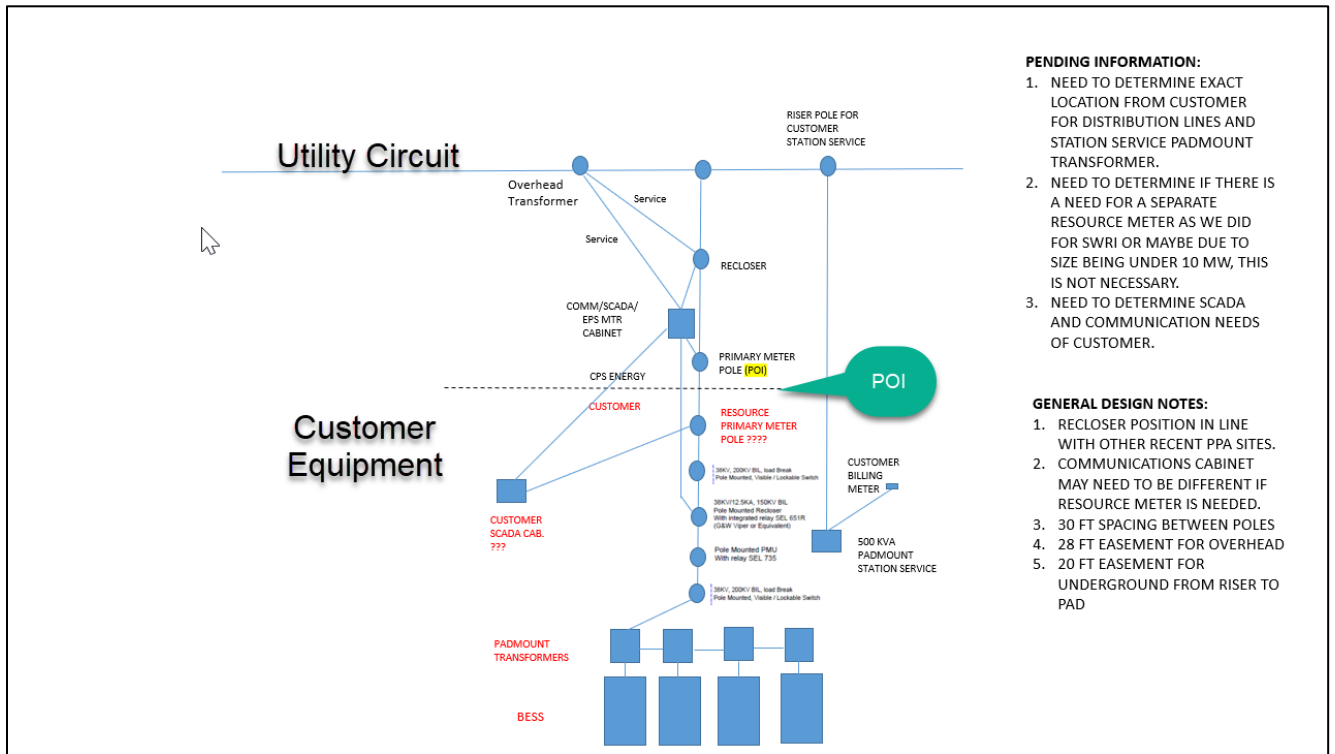 Utility Circuit
RISER POLE FOR
CUSTOMER
STATION SERVICE
Overhead
Transformer
Service
Service
RECLOSER
COMM/SCADA/
EPS MTR
CABINET
PRIMARY METER
POLE (POI)
CPS ENERGY
POI
CUSTOMER
Customer
Equipment
RESOURCE
PRIMARY METER
POLE ????
38KV, 200KV BIL, load Break
Pole Mounted, Visible / Lockable Switch
CUSTOMER
BILLING
METER
CUSTOMER
SCADA CAB.
???
38KV/12.5KA, 150KV BIL
Pole Mounted Recloser
With integrated relay SEL 651R
(G&W Viper or Equivalent)
500 KVA
PADMOUNT
STATION SERVICE
Pole Mounted PMU
With relay SEL 735
38KV, 200KV BIL, load Break
Pole Mounted, Visible / Lockable Switch
PADMOUNT
TRANSFORMERS
BESS
PENDING INFORMATION:
1. NEED TO DETERMINE EXACT
LOCATION FROM CUSTOMER
FOR DISTRIBUTION LINES AND
STATION SERVICE PADMOUNT
TRANSFORMER.
2. NEED TO DETERMINE IF THERE IS
A NEED FOR A SEPARATE
RESOURCE METER AS WE DID
FOR SWRI OR MAYBE DUE TO
SIZE BEING UNDER 10 MW, THIS
IS NOT NECESSARY.
3. NEED TO DETERMINE SCADA
AND COMMUNICATION NEEDS
OF CUSTOMER.
GENERAL DESIGN NOTES:
1. RECLOSER POSITION IN LINE
WITH OTHER RECENT PPA SITES.
2. COMMUNICATIONS CABINET
MAY NEED TO BE DIFFERENT IF
RESOURCE METER IS NEEDED.
3. 30 FT SPACING BETWEEN POLES
4. 28 FT EASEMENT FOR OVERHEAD
5. 20 FT EASEMENT FOR
UNDERGROUND FROM RISER TO
PAD